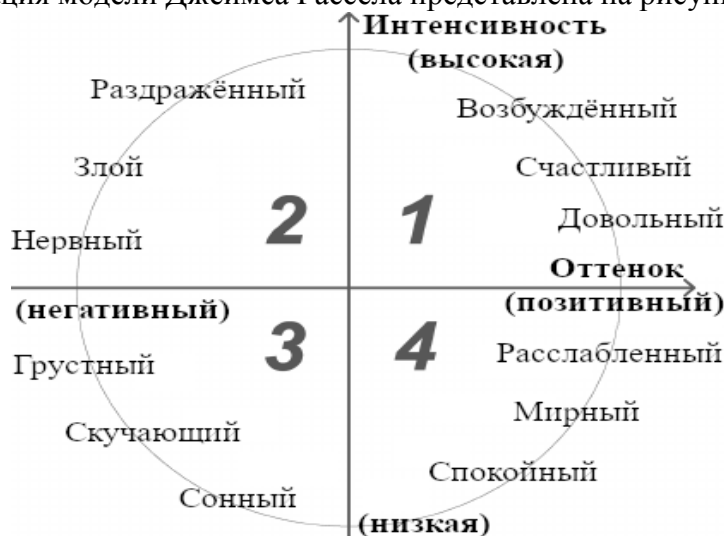 ция модели Джеймса Рассела представлена на рисун
Интенсивность
(высокая)
Раздражённый
Возбуждённый
Злой
Счастливый
2
1
Довольный
Нервный
Оттенок
(негативный)
(позитивный)
3
4
Расслабленный
Грустный
Мирный
Скучающий
Спокойный
Сонный
(низкая)